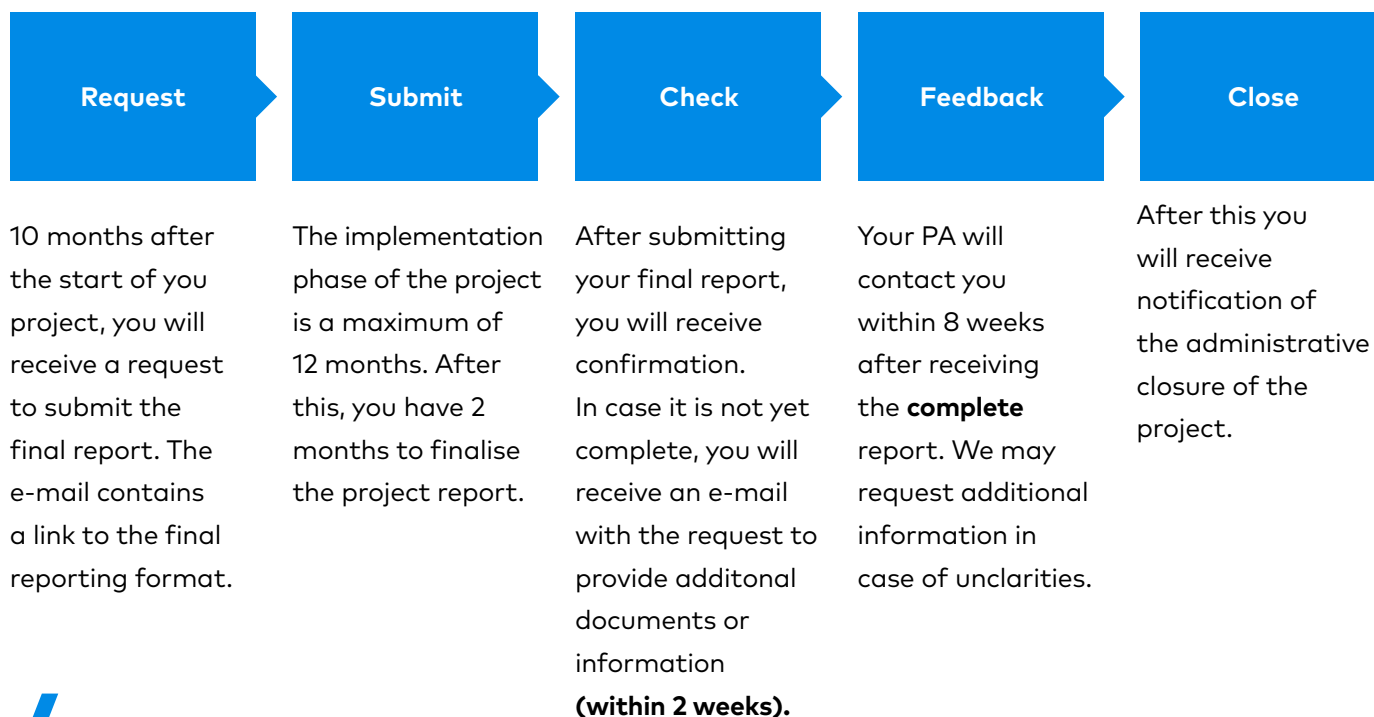 Request
10 months after
the start of you
project, you will
receive a request
to submit the
final report. The
e-mail contains
a link to the final
reporting format.
Submit
The implementation
phase of the project
is a maximum of
12 months. After
this, you have 2
months to finalise
the project report.
Check
After submitting
your final report,
you will receive
confirmation.
In case it is not yet
complete, you will
receive an e-mail
with the request to
provide additonal
documents or
information
(within 2 weeks).
Feedback
Your PA will
contact you
within 8 weeks
after receiving
the complete
report. We may
request additional
information in
case of unclarities.
Close
After this you
will receive
notification of
the administrative
closure of the
project.